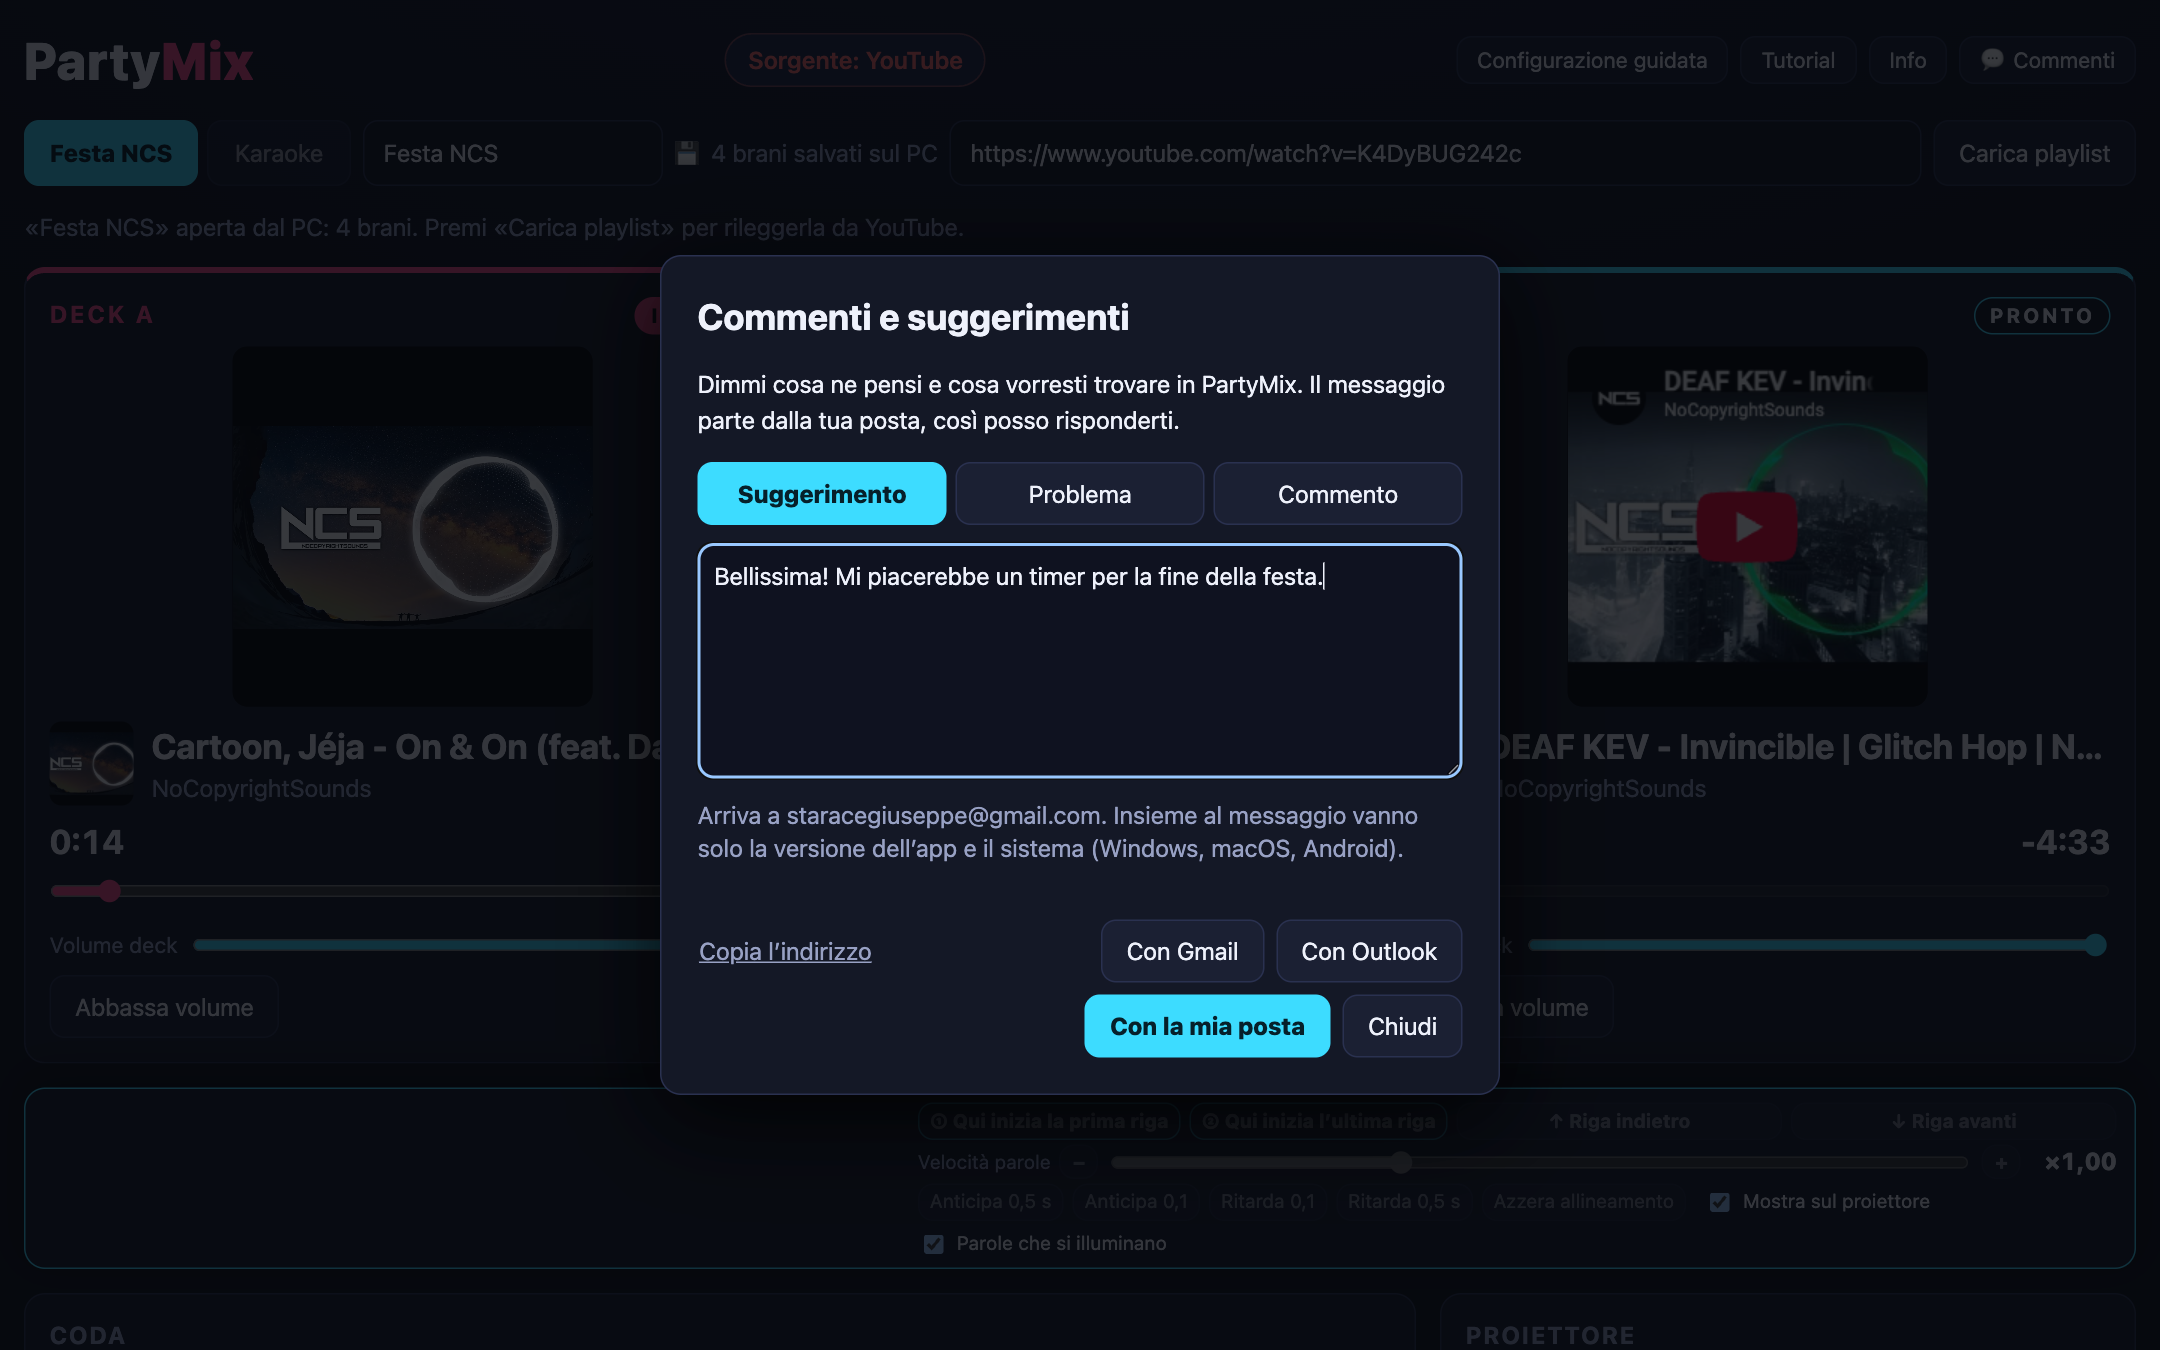 PartyMix
Sorgente: YouTube
Configurazione guidata
Tutorial
Info
💬 Commenti
Festa NCS
Karaoke
Festa NCS
💾 4 brani salvati sul PC
https://www.youtube.com/watch?v=K4DyBUG242c
Carica playlist
«Festa NCS» aperta dal PC: 4 brani. Premi «Carica playlist» per rileggerla da YouTube.
DECK A
NCS
NOCOPYRIGHTSOUNDS
NCS
Cartoon, Jéja - On & On (feat. Da
NoCopyrightSounds
0:14
Volume deck
Abbassa volume
Commenti e suggerimenti
Dimmi cosa ne pensi e cosa vorresti trovare in PartyMix. Il messaggio
parte dalla tua posta, così posso risponderti.
Suggerimento
Problema
Commento
Bellissima! Mi piacerebbe un timer per la fine della festa.
Arriva a staracegiuseppe@gmail.com. Insieme al messaggio vanno
solo la versione dell’app e il sistema (Windows, macOS, Android).
Copia l’indirizzo
Con Gmail
Con Outlook
Con la mia posta
Chiudi
PRONTO
NCS
DEAF KEV - Invin
NoCopyrightSounds
NCS
DEAF KEV - Invincible | Glitch Hop | N...
NoCopyrightSounds
-4:33
volume
① Qui inizia la prima riga
② Qui inizia l’ultima riga
↑ Riga indietro
↓ Riga avanti
Velocità parole
−
+
×1,00
Anticipa 0,5 s
Anticipa 0,1
Ritarda 0,1
Ritarda 0,5 s
Azzera allineamento
Mostra sul proiettore
Parole che si illuminano
CODA
PROIETTORE